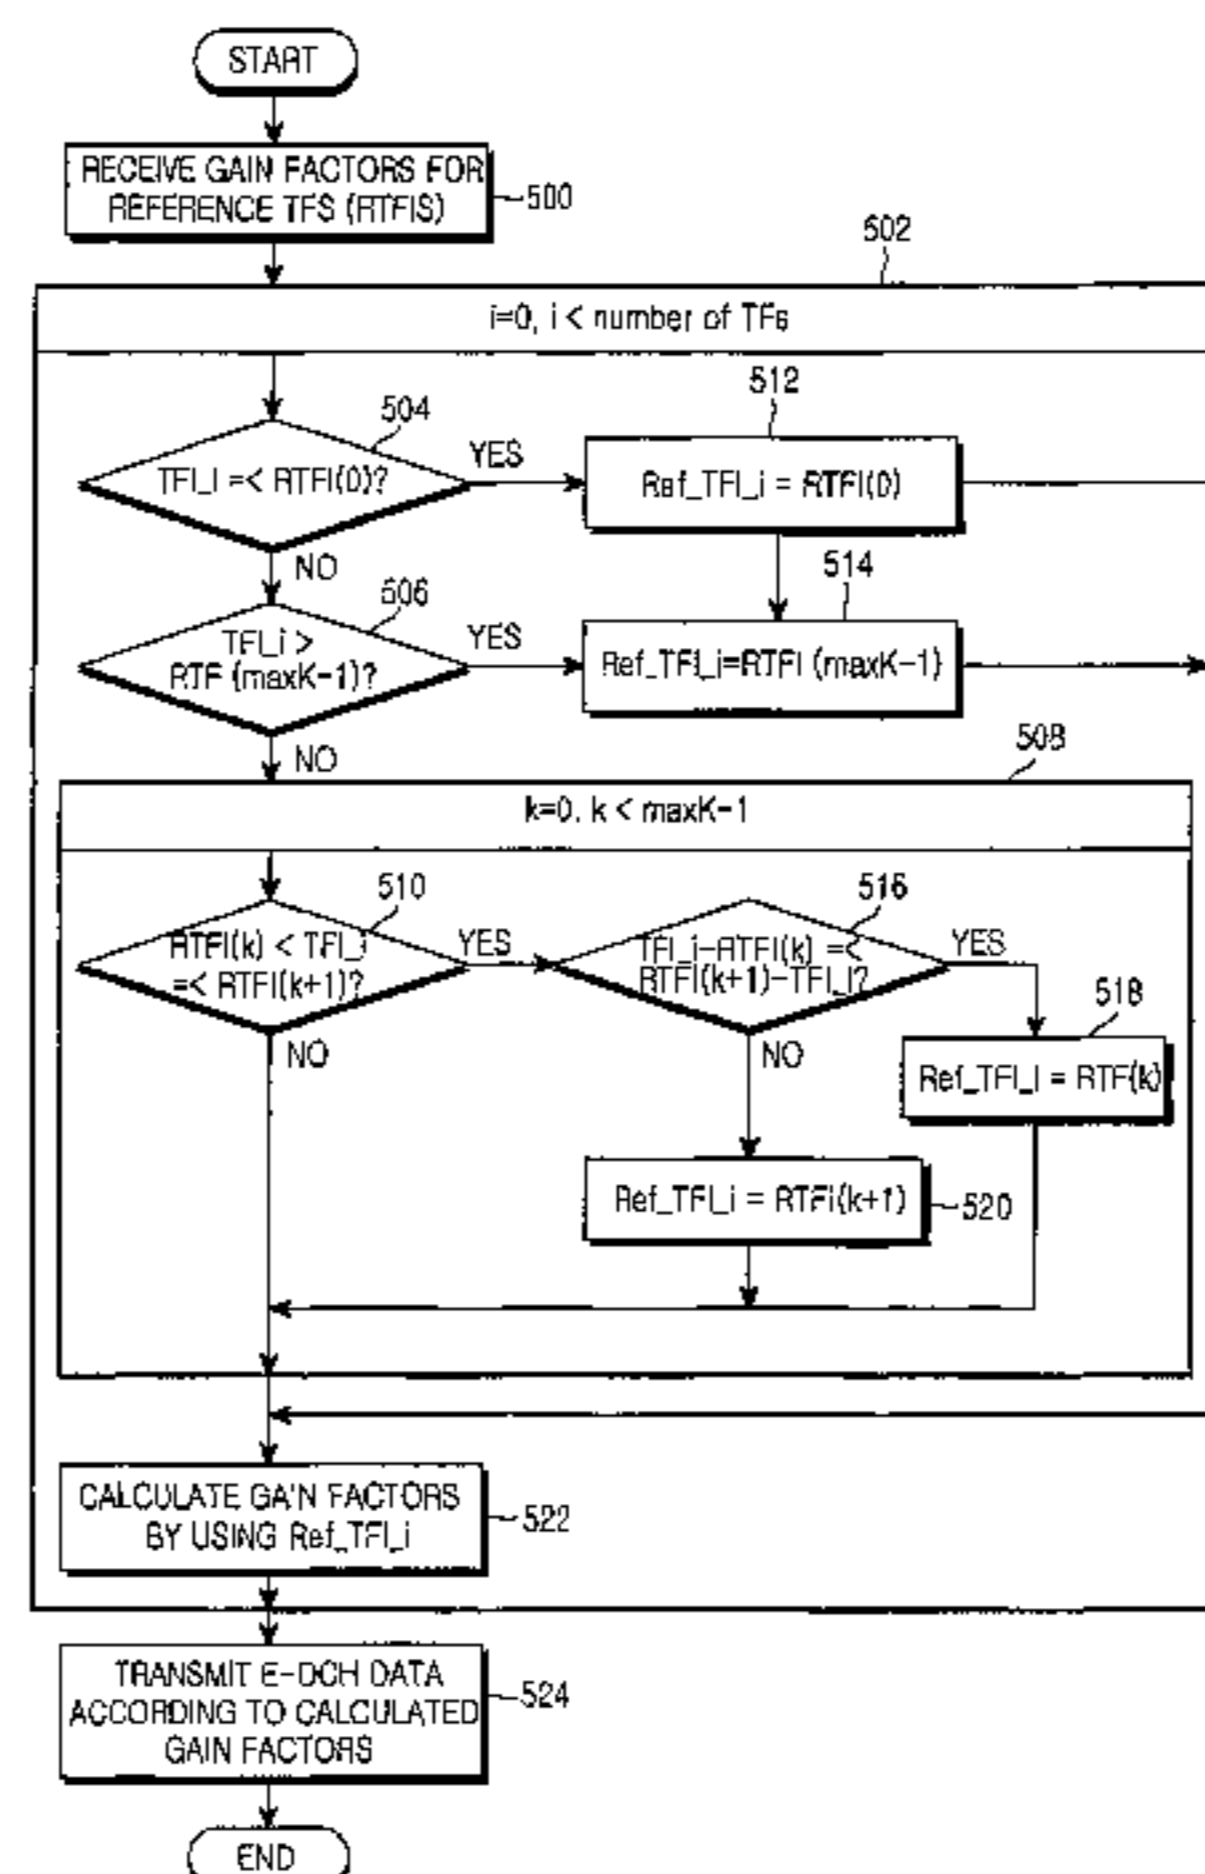 START
RECEIVE GAIN FACTORS FOR
REFERENCE TFS (RTFIS)
500
502
i=0, i < number of TFs
504
TFI_i =< RTFI(0)?
YES
512
Ref_TFI_i = RTFI(0)
NO
506
TFI_i >
RTF (maxK-1)?
YES
514
Ref_TFI_i=RTFI (maxK-1)
NO
508
k=0, k < maxK-1
510
RTFI(k) < TFI_i
=< RTFI(k+1)?
YES
516
TFI_i-RTFI(k) =<
RTFI(k+1)-TFI_i?
YES
518
Ref_TFI_i = RTF(k)
NO
NO
Ref_TFI_i = RTFI(k+1)
520
CALCULATE GAIN FACTORS
BY USING Ref_TFI_i
522
TRANSMIT E-DCH DATA
ACCORDING TO CALCULATED
GAIN FACTORS
524
END